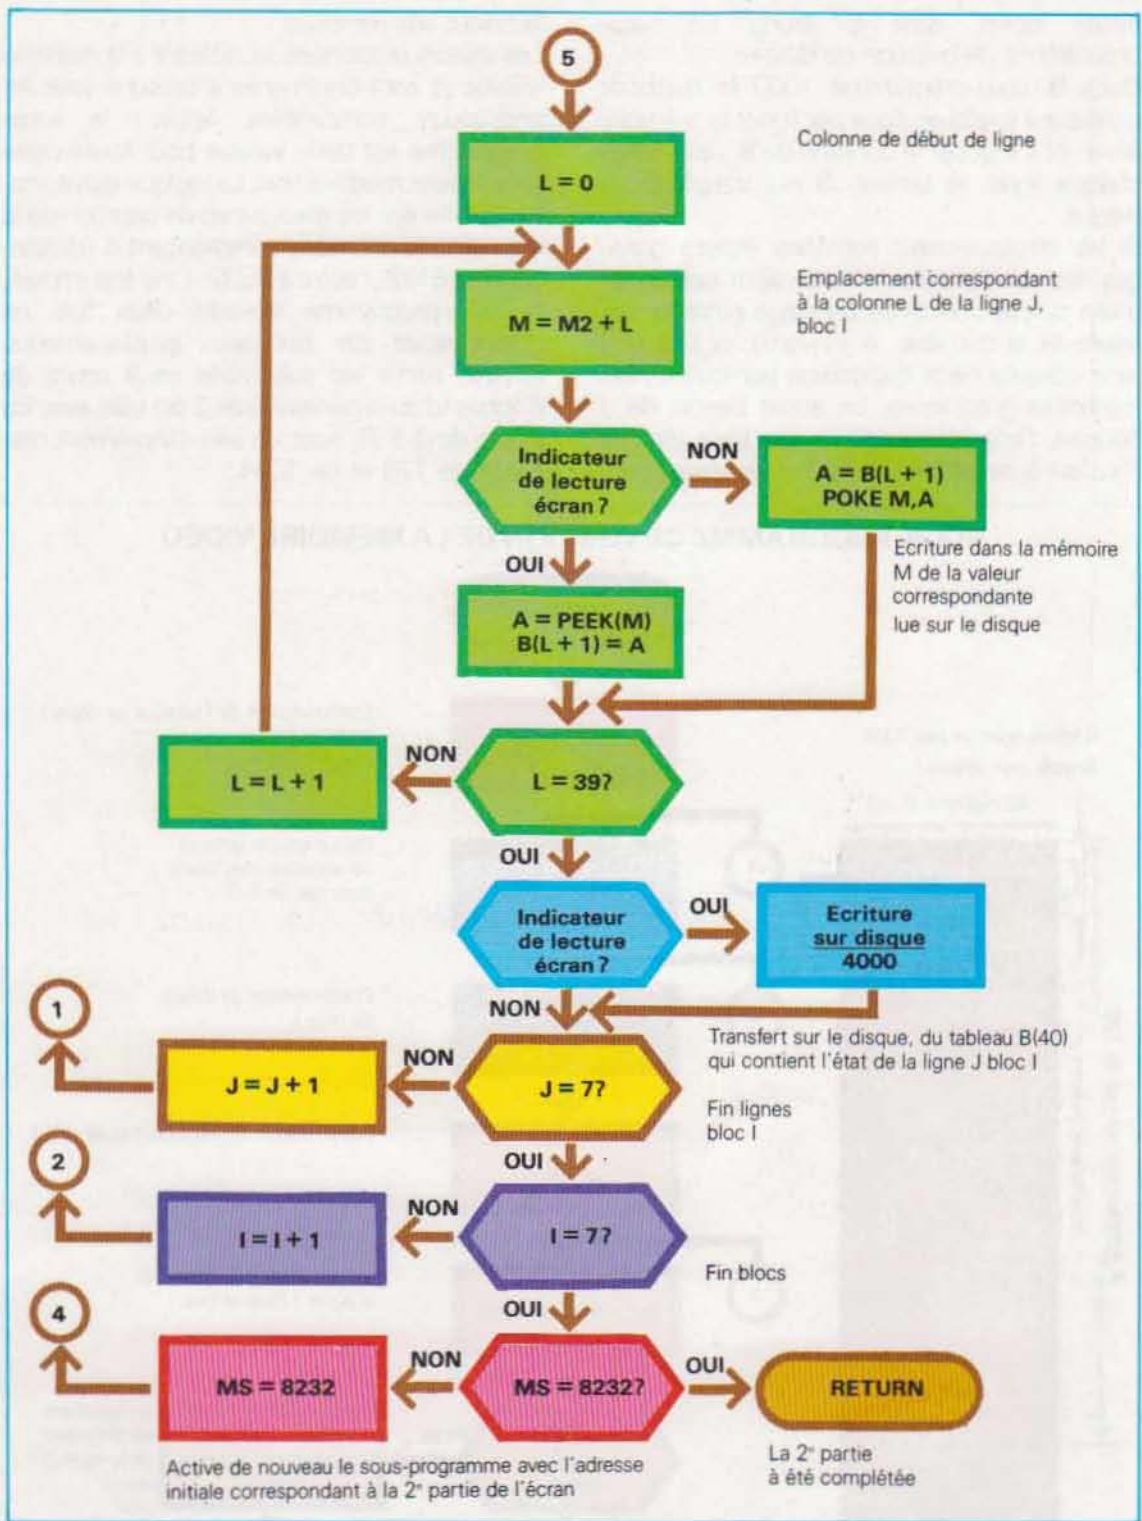 5
L = 0
Colonne de début de ligne
M = M2 + L
Emplacement correspondant
à la colonne L de la ligne J,
bloc I
Indicateur
de lecture
écran ?
NON
A = B(L + 1)
POKE M,A
OUI
Ecriture dans la mémoire
M de la valeur
correspondante
lue sur le disque
A = PEEK(M)
B(L + 1) = A
L = L + 1
NON
L = 39?
OUI
Indicateur
de lecture
écran ?
OUI
Ecriture
sur disque
4000
NON
1
Transfert sur le disque, du tableau B(40)
qui contient l'état de la ligne J bloc I
J = J + 1
NON
J = 7?
Fin lignes
bloc I
OUI
2
I = I + 1
NON
I = 7?
Fin blocs
OUI
4
MS = 8232
NON
MS = 8232?
OUI
RETURN
Active de nouveau le sous-programme avec l'adresse
initiale correspondant à la 2e partie de l'écran
La 2e partie
à été complétée